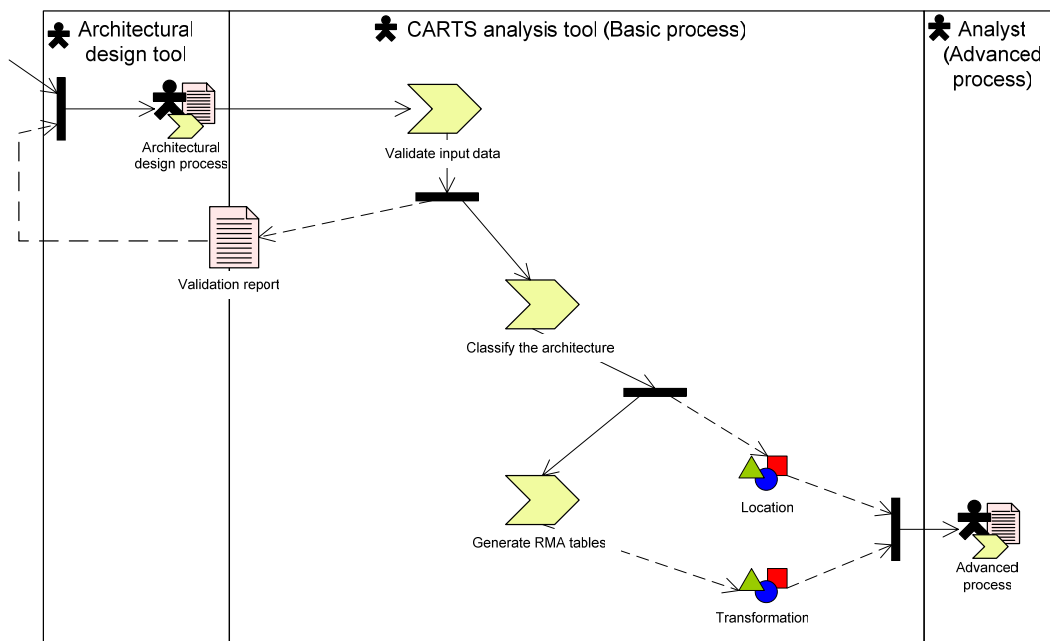 Architectural
design tool
CARTS analysis tool (Basic process)
Analyst
(Advanced
process)
Architectural
design process
Validate input data
Validation report
Classify the architecture
Location
Generate RMA tables
Advanced
process
Transformation